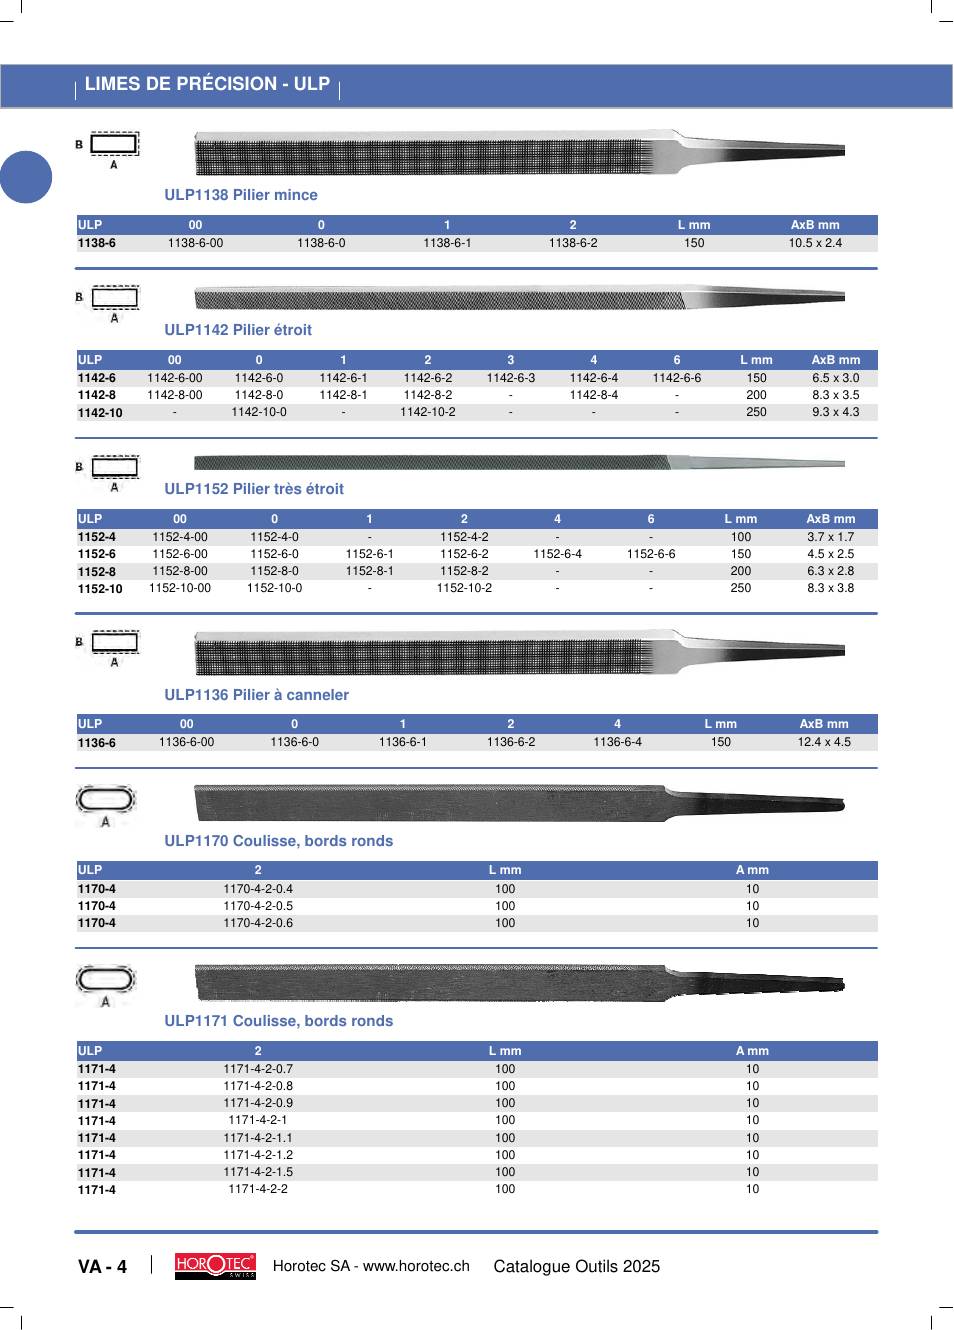 LIMES DE PRÉCISION - ULP
B
A
ULP1138 Pilier mince
ULP 00 0 1 2 L mm AxB mm
1138-6 1138-6-00 1138-6-0 1138-6-1 1138-6-2 150 10.5 x 2.4
B
A
ULP1142 Pilier étroit
ULP 00 0 1 2 3 4 6 L mm AxB mm
1142-6 1142-6-00 1142-6-0 1142-6-1 1142-6-2 1142-6-3 1142-6-4 1142-6-6 150 6.5 x 3.0
1142-8 1142-8-00 1142-8-0 1142-8-1 1142-8-2 - 1142-8-4 - 200 8.3 x 3.5
1142-10 - 1142-10-0 - 1142-10-2 - - - 250 9.3 x 4.3
B
A
ULP1152 Pilier très étroit
ULP 00 0 1 2 4 6 L mm AxB mm
1152-4 1152-4-00 1152-4-0 - 1152-4-2 - - 100 3.7 x 1.7
1152-6 1152-6-00 1152-6-0 1152-6-1 1152-6-2 1152-6-4 1152-6-6 150 4.5 x 2.5
1152-8 1152-8-00 1152-8-0 1152-8-1 1152-8-2 - - 200 6.3 x 2.8
1152-10 1152-10-00 1152-10-0 - 1152-10-2 - - 250 8.3 x 3.8
B
A
ULP1136 Pilier à canneler
ULP 00 0 1 2 4 L mm AxB mm
1136-6 1136-6-00 1136-6-0 1136-6-1 1136-6-2 1136-6-4 150 12.4 x 4.5
A
ULP1170 Coulisse, bords ronds
ULP 2 L mm A mm
1170-4 1170-4-2-0.4 100 10
1170-4 1170-4-2-0.5 100 10
1170-4 1170-4-2-0.6 100 10
A
ULP1171 Coulisse, bords ronds
ULP 2 L mm A mm
1171-4 1171-4-2-0.7 100 10
1171-4 1171-4-2-0.8 100 10
1171-4 1171-4-2-0.9 100 10
1171-4 1171-4-2-1 100 10
1171-4 1171-4-2-1.1 100 10
1171-4 1171-4-2-1.2 100 10
1171-4 1171-4-2-1.5 100 10
1171-4 1171-4-2-2 100 10
VA - 4 HOROTEC® SWISS Horotec SA - www.horotec.ch Catalogue Outils 2025